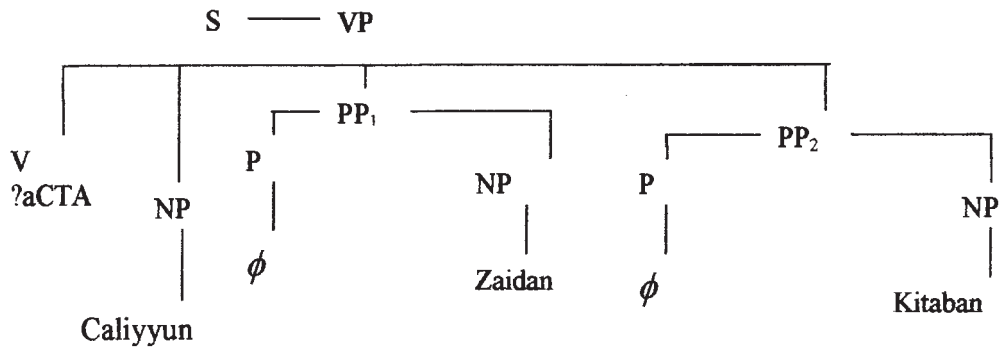 S VP
PP₁
PP₂
V P NP P NP
?aCTA NP
ϕ Zaidan ϕ Kitaban
Caliyyun